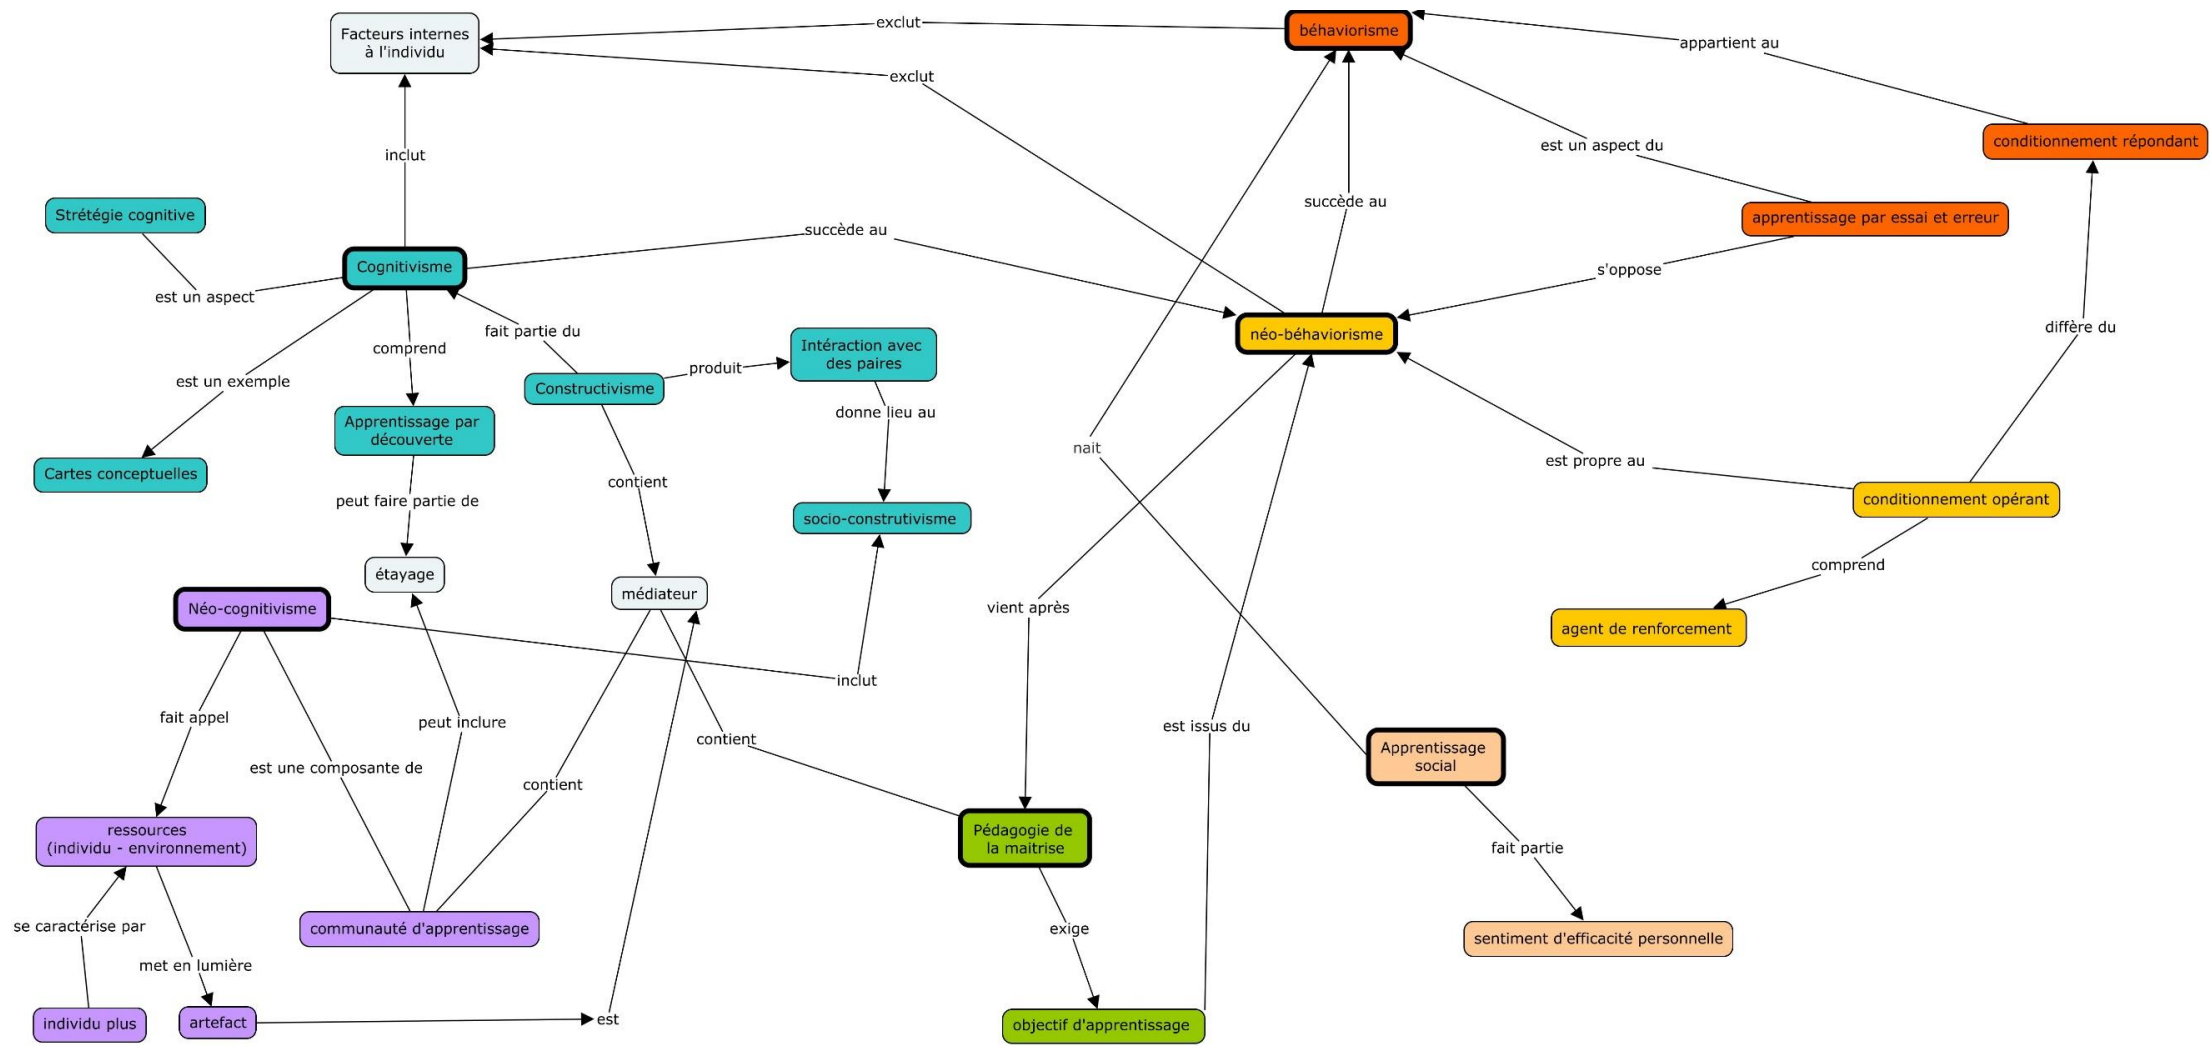 Facteurs internes
à l'individu
exclut
béhaviorisme
appartient au
exclut
conditionnement répondant
est un aspect du
inclut
Strétégie cognitive
succède au
apprentissage par essai et erreur
succède au
Cognitivisme
s'oppose
est un aspect
fait partie du
néo-béhaviorisme
diffère du
comprend
Intéraction avec
des paires
produit
est un exemple
Constructivisme
donne lieu au
Apprentissage par
découverte
nait
est propre au
Cartes conceptuelles
contient
peut faire partie de
conditionnement opérant
socio-construtivisme
comprend
étayage
médiateur
Néo-cognitivisme
vient après
agent de renforcement
inclut
fait appel
peut inclure
est issus du
contient
Apprentissage
social
est une composante de
contient
ressources
(individu - environnement)
Pédagogie de
la maitrise
fait partie
se caractérise par
communauté d'apprentissage
exige
sentiment d'efficacité personnelle
met en lumière
individu plus
artefact
est
objectif d'apprentissage